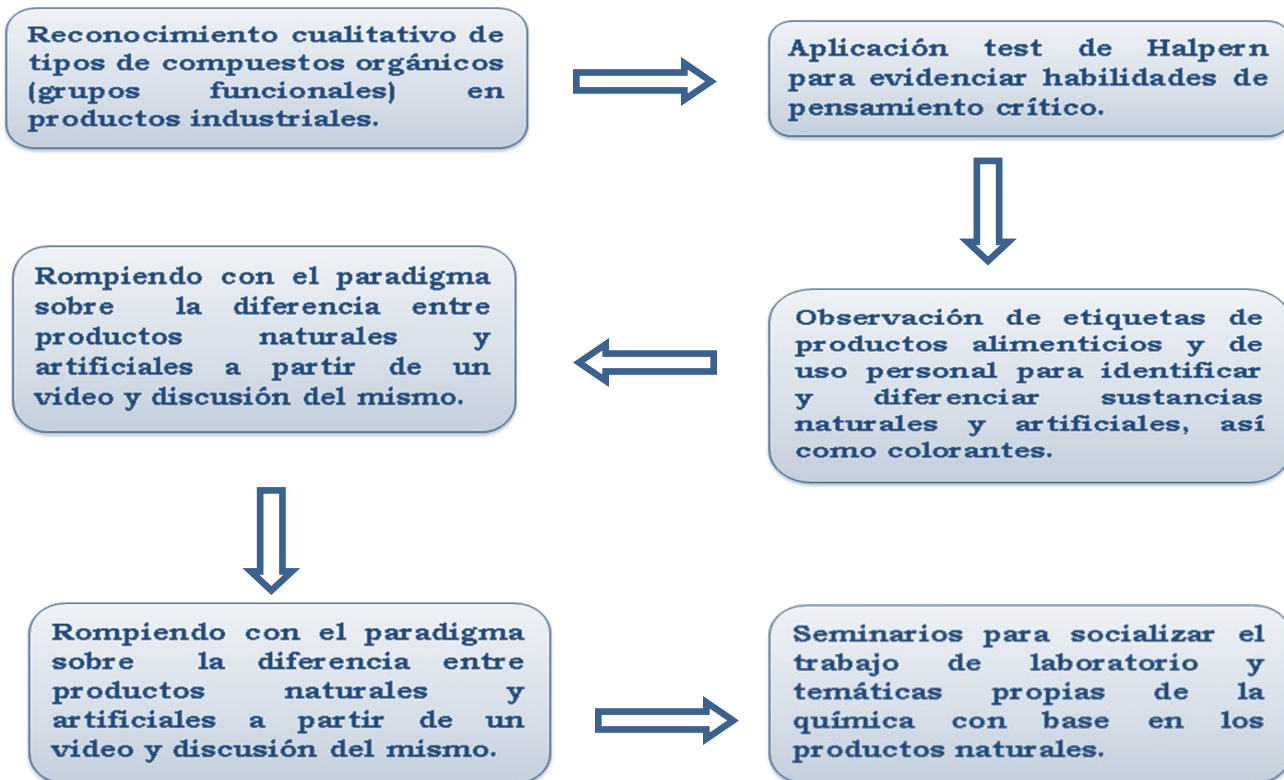 Reconocimiento cualitativo de
tipos de compuestos orgánicos
(grupos funcionales) en
productos industriales.
Aplicación test de Halpern
para evidenciar habilidades de
pensamiento crítico.
Observación de etiquetas de
productos alimenticios y de
uso personal para identificar
y diferenciar sustancias
naturales y artificiales, así
como colorantes.
Rompiendo con el paradigma
sobre la diferencia entre
productos naturales y
artificiales a partir de un
video y discusión del mismo.
Rompiendo con el paradigma
sobre la diferencia entre
productos naturales y
artificiales a partir de un
video y discusión del mismo.
Seminarios para socializar el
trabajo de laboratorio y
temáticas propias de la
química con base en los
productos naturales.